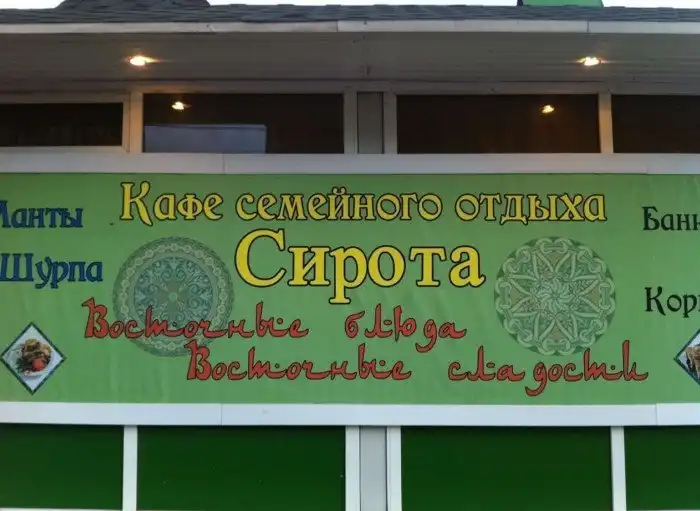 Кафе семейного отдыха
Сирота
Восточные блюда
Восточные сладости
Манты
Шурпа